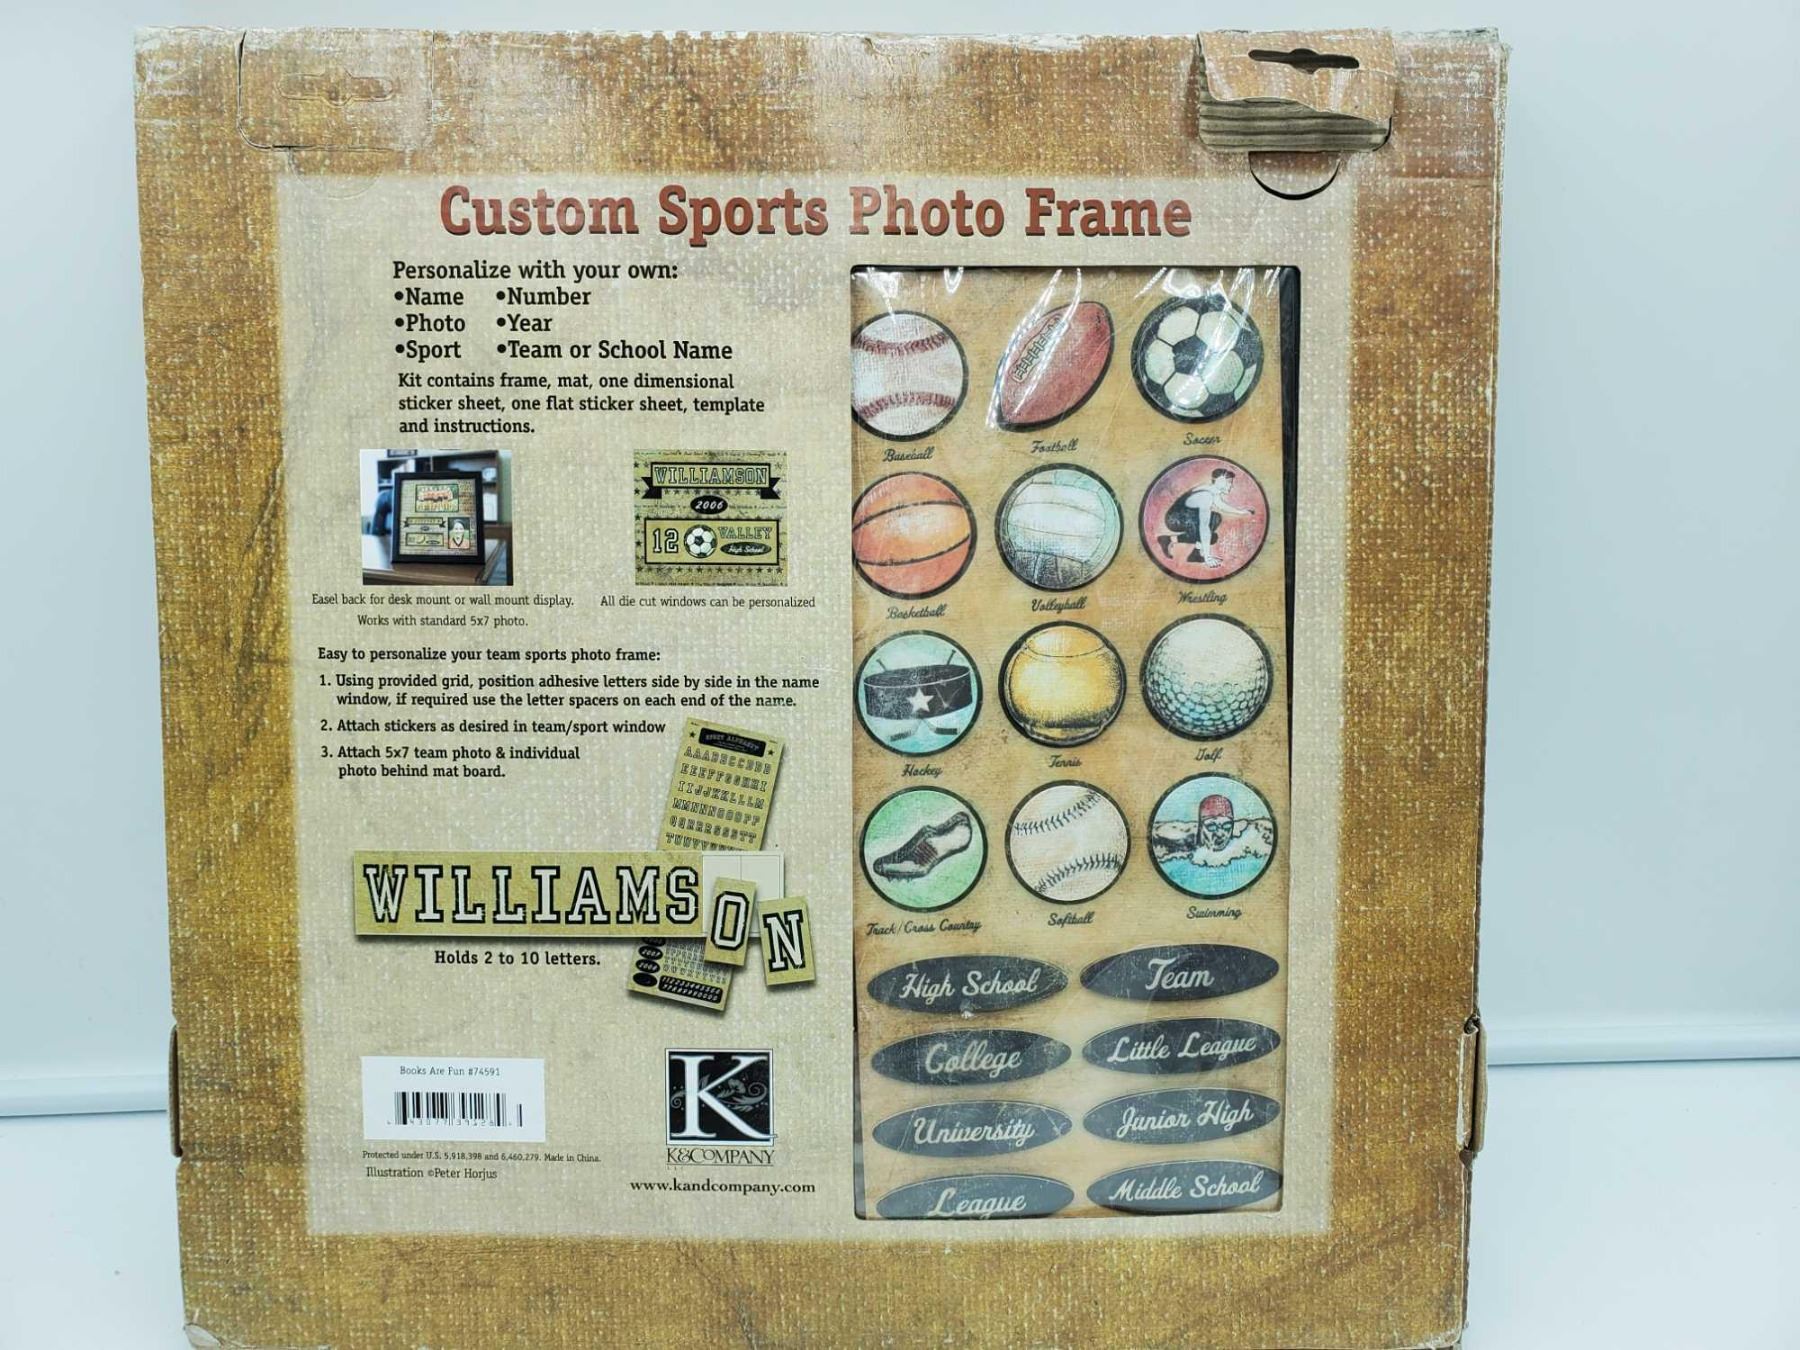 Custom Sports Photo Frame
Personalize with your own:
•Name •Number
•Photo •Year
•Sport •Team or School Name
Kit contains frame, mat, one dimensional
sticker sheet, one flat sticker sheet, template
and instructions.
WILLIAMSON
2006
12 VALLEY
High School
Easel back for desk mount or wall mount display.
Works with standard 5x7 photo.
All die cut windows can be personalized
Easy to personalize your team sports photo frame:
1. Using provided grid, position adhesive letters side by side in the name
window, if required use the letter spacers on each end of the name.
2. Attach stickers as desired in team/sport window
3. Attach 5x7 team photo & individual
photo behind mat board.
WILLIAMSON
Holds 2 to 10 letters.
Books Are Fun #74591
Protected under U.S. 5,918,398 and 6,460,279. Made in China.
Illustration ©Peter Horjus
K
K&COMPANY
LLC
www.kandcompany.com
Baseball Football Soccer
Basketball Volleyball Wrestling
Hockey Tennis Golf
Track/Cross Country Softball Swimming
High School Team
College Little League
University Junior High
League Middle School